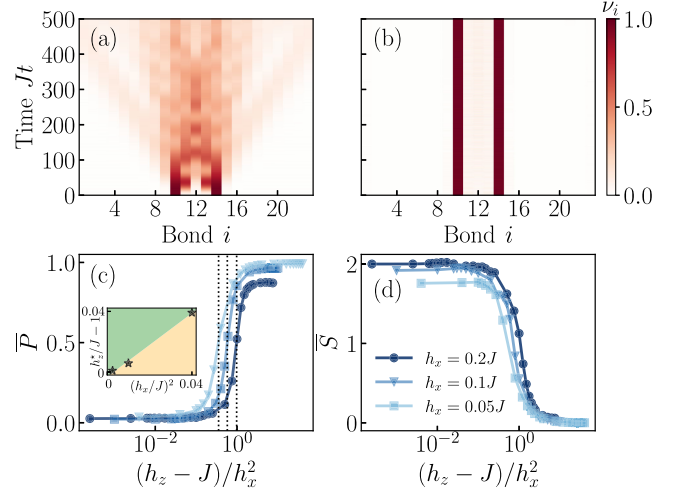 (a)
(b)
ν_i
Time Jt
500
400
300
200
100
0
4 8 12 16 20
Bond i
4 8 12 16 20
Bond i
1.0
0.5
0.0
(c)
P̅
1.0
0.5
0.0
h_z^*/J − 1
0.04
0
(h_x/J)^2
0.04
10^−2 10^0
(h_z − J)/h_x^2
(d)
S̅
2
1
0
h_x = 0.2J
h_x = 0.1J
h_x = 0.05J
10^−2 10^0
(h_z − J)/h_x^2